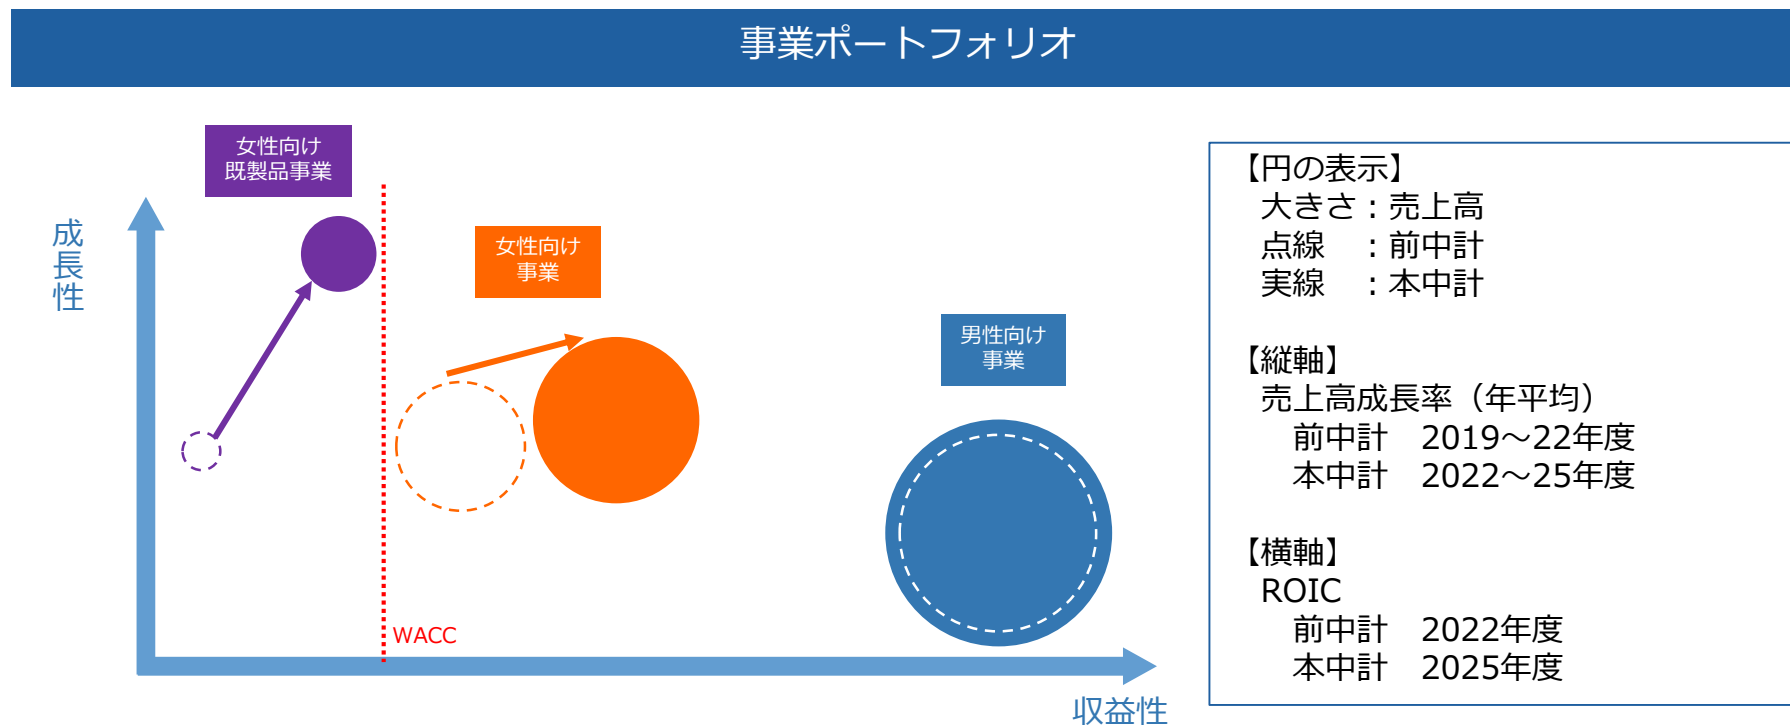 事業ポートフォリオ
女性向け
既製品事業
成長性
女性向け
事業
男性向け
事業
WACC
収益性
【円の表示】
大きさ：売上高
点線　：前中計
実線　：本中計
【縦軸】
売上高成長率（年平均）
前中計　2019～22年度
本中計　2022～25年度
【横軸】
ROIC
前中計　2022年度
本中計　2025年度